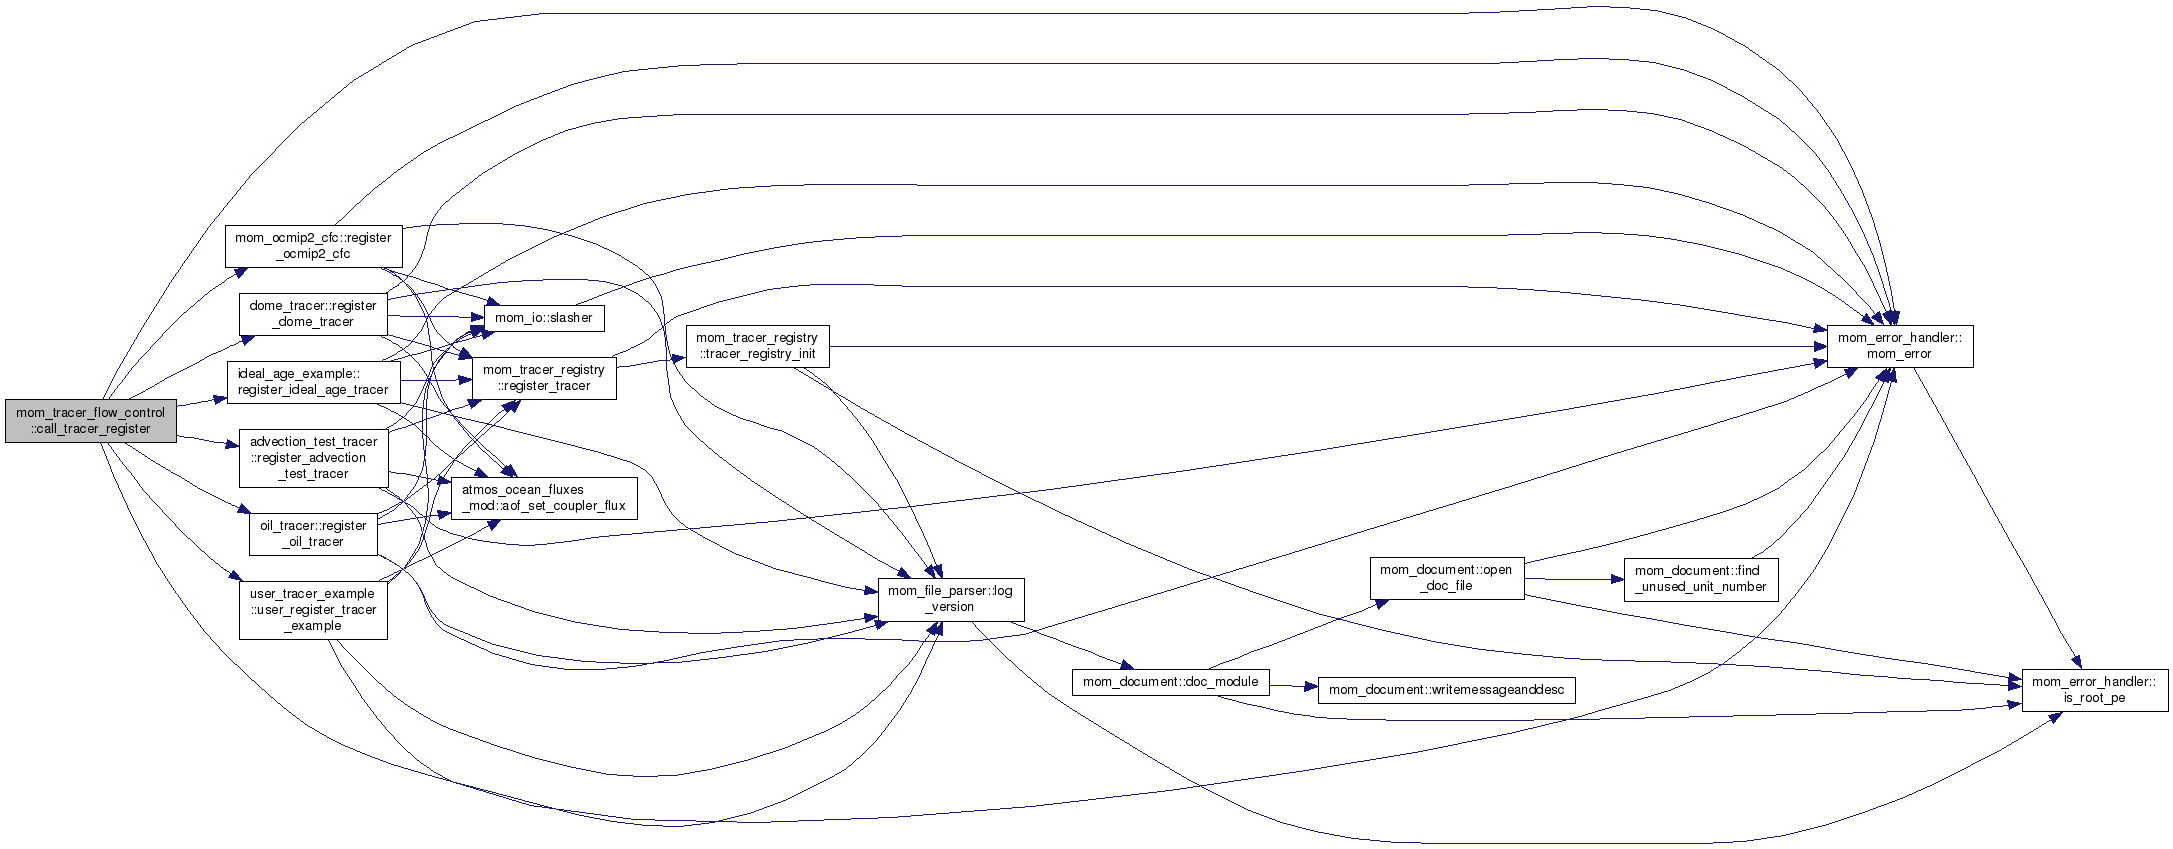 mom_tracer_flow_control
::call_tracer_register
mom_ocmip2_cfc::register
_ocmip2_cfc
dome_tracer::register
_dome_tracer
ideal_age_example::
register_ideal_age_tracer
advection_test_tracer
::register_advection
_test_tracer
oil_tracer::register
_oil_tracer
user_tracer_example
::user_register_tracer
_example
mom_io::slasher
mom_tracer_registry
::register_tracer
atmos_ocean_fluxes
_mod::aof_set_coupler_flux
mom_tracer_registry
::tracer_registry_init
mom_file_parser::log
_version
mom_document::doc_module
mom_document::open
_doc_file
mom_document::writemessageanddesc
mom_document::find
_unused_unit_number
mom_error_handler::
mom_error
mom_error_handler::
is_root_pe